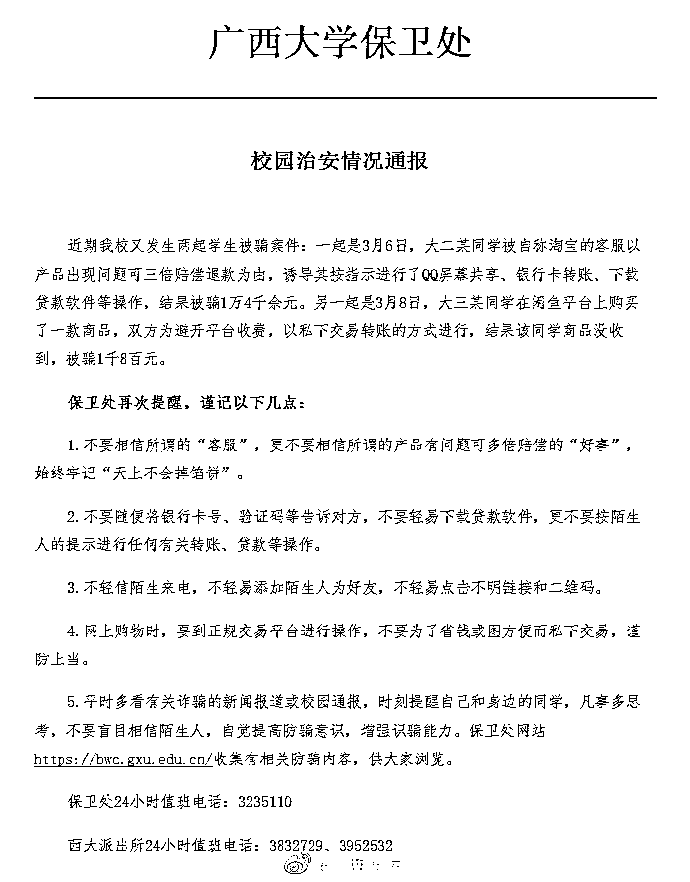 广西大学保卫处
校园治安情况通报
近期我校又发生两起学生被骗案件：一起是3月6日，大二某同学被自称淘宝的客服以
产品出现问题可三倍赔偿退款为由，诱导其按指示进行了QQ屏幕共享、银行卡转账、下载
贷款软件等操作，结果被骗1万4千余元。另一起是3月8日，大三某同学在闲鱼平台上购买
了一款商品，双方为避开平台收费，以私下交易转账的方式进行，结果该同学商品没收
到，被骗1千8百元。
保卫处再次提醒，谨记以下几点：
1.不要相信所谓的“客服”，更不要相信所谓的产品有问题可多倍赔偿的“好事”，
始终牢记“天上不会掉馅饼”。
2.不要随便将银行卡号、验证码等告诉对方，不要轻易下载贷款软件，更不要按陌生
人的提示进行任何有关转账、贷款等操作。
3.不轻信陌生来电，不轻易添加陌生人为好友，不轻易点击不明链接和二维码。
4.网上购物时，要到正规交易平台进行操作，不要为了省钱或图方便而私下交易，谨
防上当。
5.平时多看有关诈骗的新闻报道或校园通报，时刻提醒自己和身边的同学，凡事多思
考，不要盲目相信陌生人，自觉提高防骗意识，增强识骗能力。保卫处网站
https://bwc.gxu.edu.cn/收集有相关防骗内容，供大家浏览。
保卫处24小时值班电话：3235110
西大派出所24小时值班电话：3832729、3952532